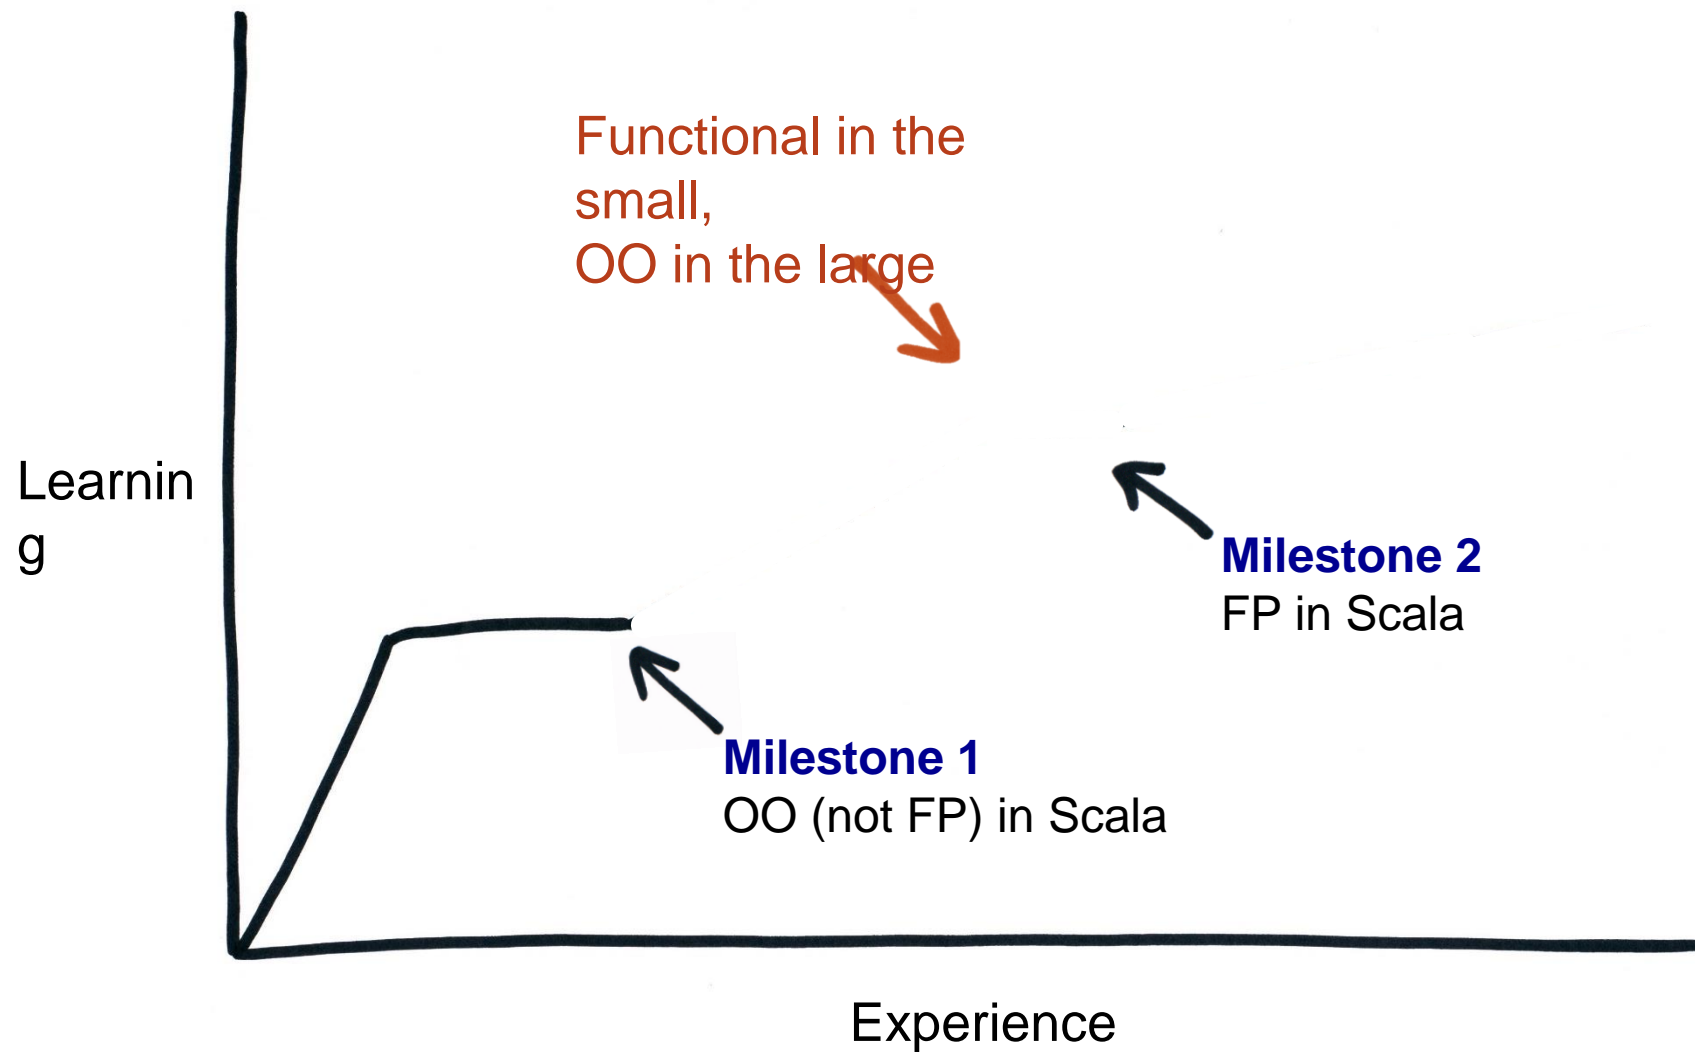 Functional in the
small,
OO in the large
Learnin
g
Milestone 2
FP in Scala
Milestone 1
OO (not FP) in Scala
Experience